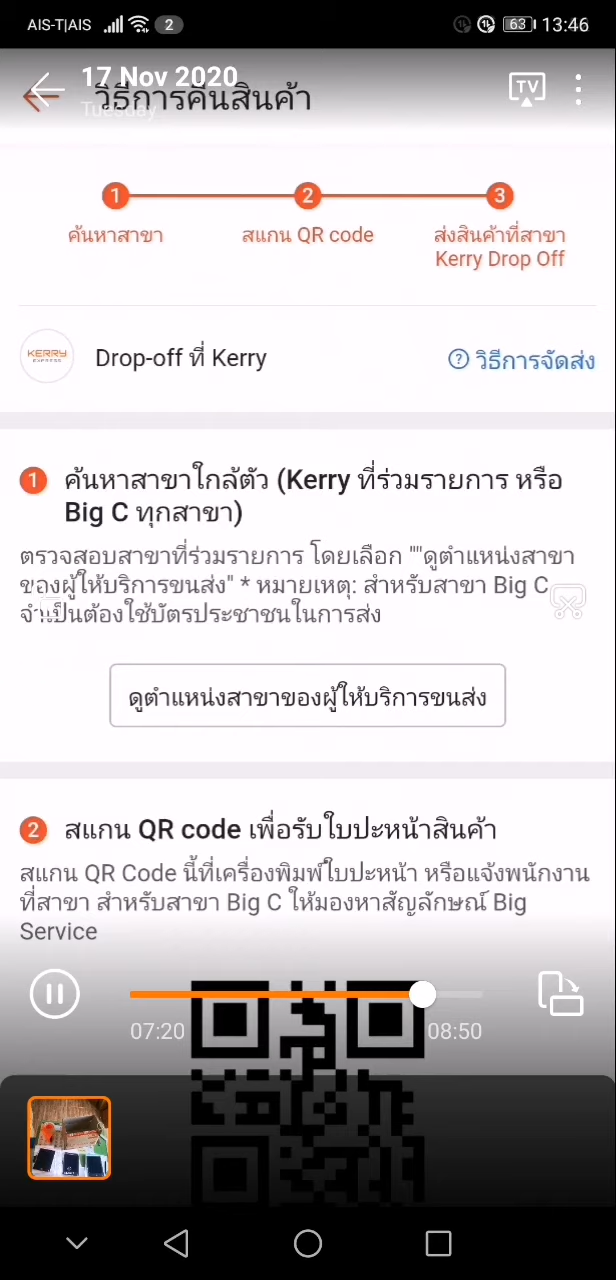 AIS-T|AIS 2 63 13:46
17 Nov 2020
วิธีการคืนสินค้า
Tuesday
TV
1 2 3
ค้นหาสาขา สแกน QR code ส่งสินค้าที่สาขา
Kerry Drop Off
KERRY
EXPRESS
Drop-off ที่ Kerry ? วิธีการจัดส่ง
1 ค้นหาสาขาใกล้ตัว (Kerry ที่ร่วมรายการ หรือ
Big C ทุกสาขา)
ตรวจสอบสาขาที่ร่วมรายการ โดยเลือก ""ดูตำแหน่งสาขา
ของผู้ให้บริการขนส่ง" * หมายเหตุ: สำหรับสาขา Big C
จำเป็นต้องใช้บัตรประชาชนในการส่ง
ดูตำแหน่งสาขาของผู้ให้บริการขนส่ง
2 สแกน QR code เพื่อรับใบปะหน้าสินค้า
สแกน QR Code นี้ที่เครื่องพิมพ์ใบปะหน้า หรือแจ้งพนักงาน
ที่สาขา สำหรับสาขา Big C ให้มองหาสัญลักษณ์ Big
Service
07:20 08:50